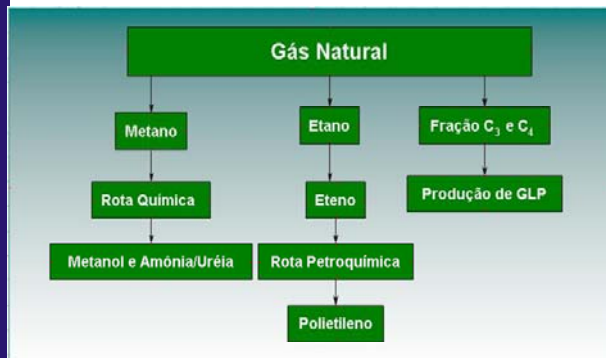 Gás Natural
Metano
Etano
Fração C₃ e C₄
Rota Química
Eteno
Produção de GLP
Metanol e Amônia/Uréia
Rota Petroquímica
Polietileno